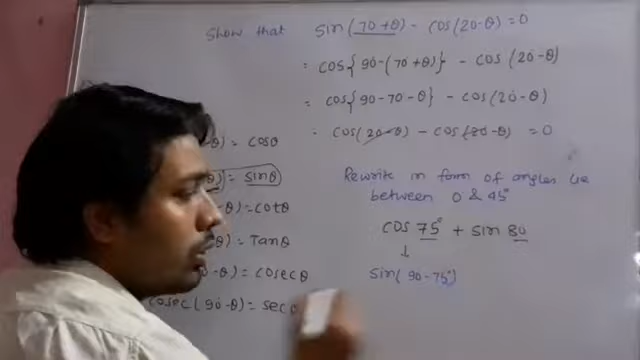 Show that sin(70+θ) - cos(20-θ) = 0
= cos{90-(70+θ)} - cos(20-θ)
= cos{90-70-θ} - cos(20-θ)
= cos(20-θ) - cos(20-θ) = 0
θ) = cosθ
= sinθ
-θ) = cotθ
= Tanθ
-θ) = cosecθ
cosec(90-θ) = sec
Rewrite in form of angles lie
between 0 & 45°
cos 75° + sin 80
↓
sin(90-75°)